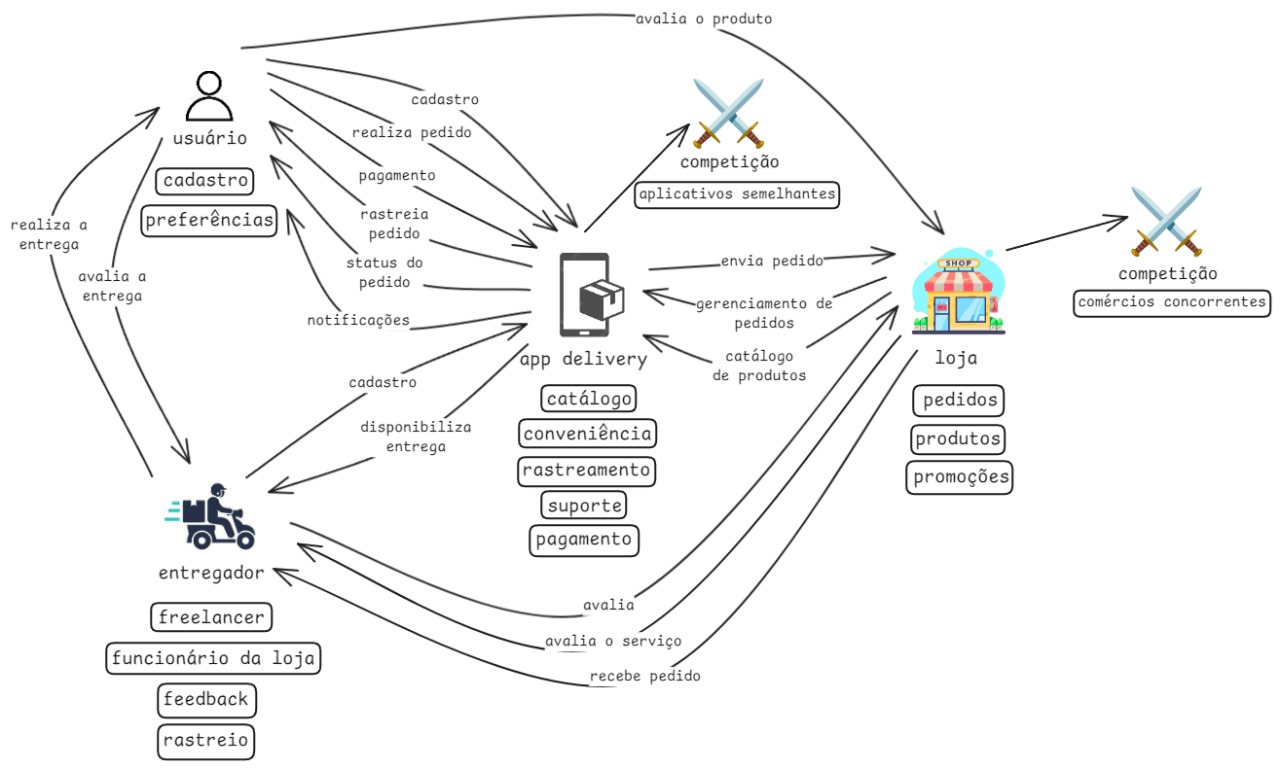 avalia o produto
cadastro
realiza pedido
pagamento
rastreia
pedido
status do
pedido
notificações
usuário
cadastro
preferências
realiza a
entrega
avalia a
entrega
competição
aplicativos semelhantes
envia pedido
gerenciamento de
pedidos
catálogo
de produtos
SHOP
loja
pedidos
produtos
promoções
competição
comércios concorrentes
app delivery
catálogo
conveniência
rastreamento
suporte
pagamento
cadastro
disponibiliza
entrega
entregador
freelancer
funcionário da loja
feedback
rastreio
avalia
avalia o serviço
recebe pedido